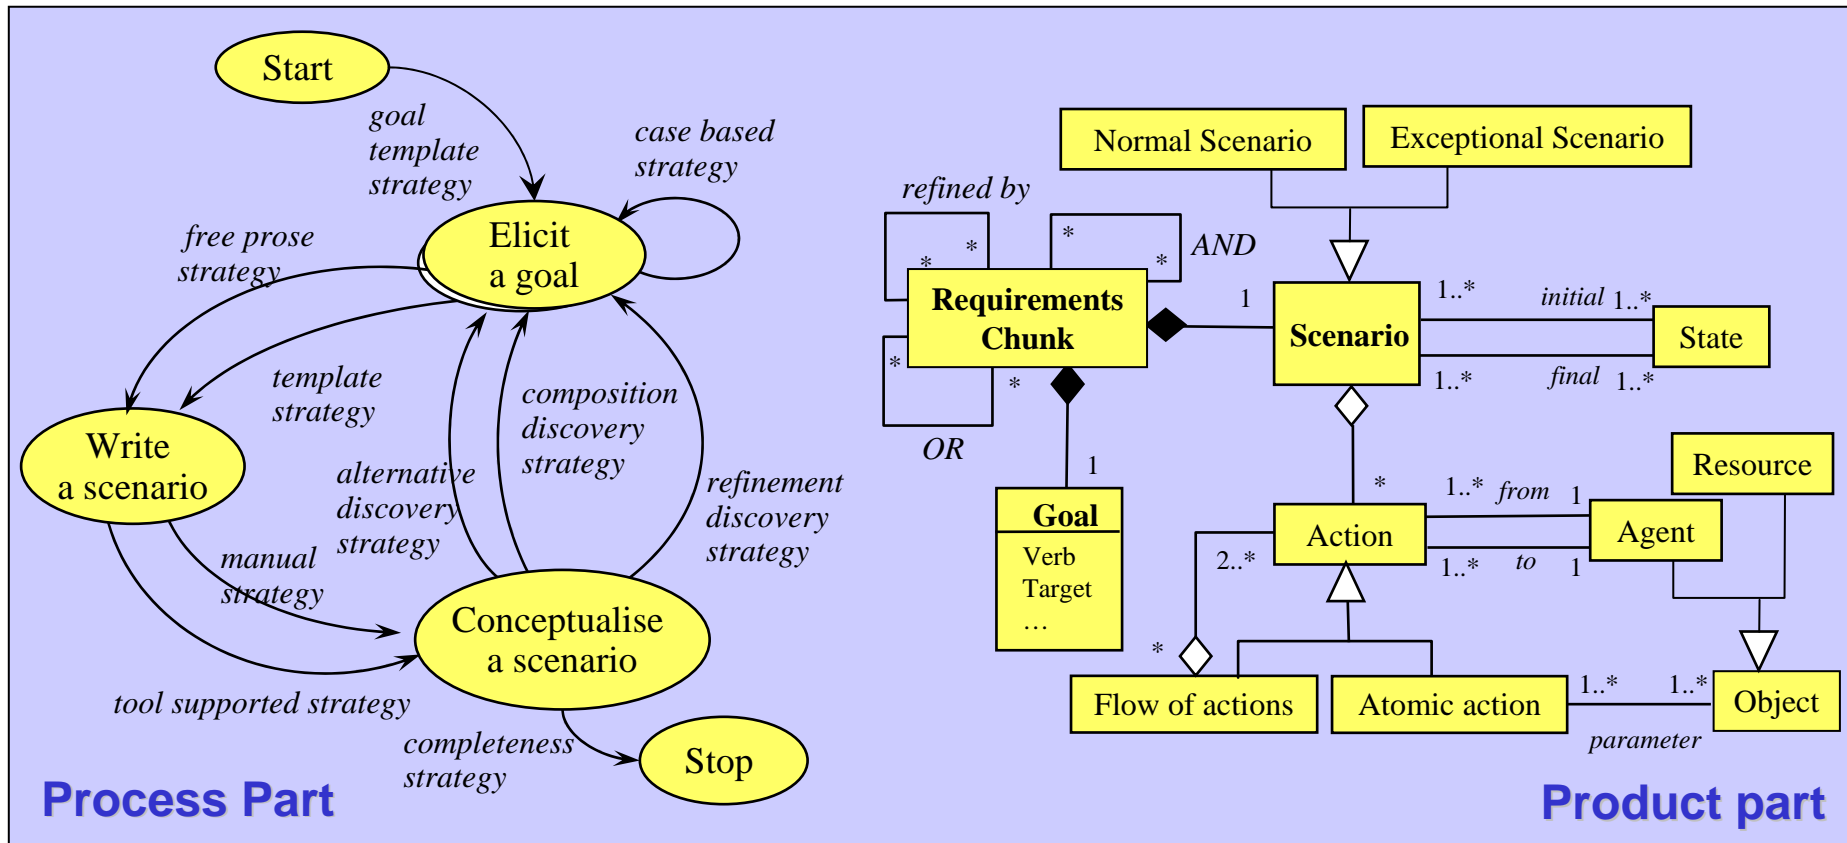 Start
goal
template
strategy
case based
strategy
Elicit
a goal
free prose
strategy
template
strategy
composition
discovery
strategy
Write
a scenario
alternative
discovery
strategy
refinement
discovery
strategy
manual
strategy
Conceptualise
a scenario
tool supported strategy
completeness
strategy
Stop
Process Part
Normal Scenario
Exceptional Scenario
refined by
*
*
*
*
AND
Requirements
Chunk
1
Scenario
1..*
initial
1..*
State
1..*
final
1..*
*
*
OR
1
Goal
Verb
Target
…
Resource
*
1..*
from
1
Action
Agent
2..*
1..*
to
1
*
Flow of actions
Atomic action
1..*
1..*
Object
parameter
Product part